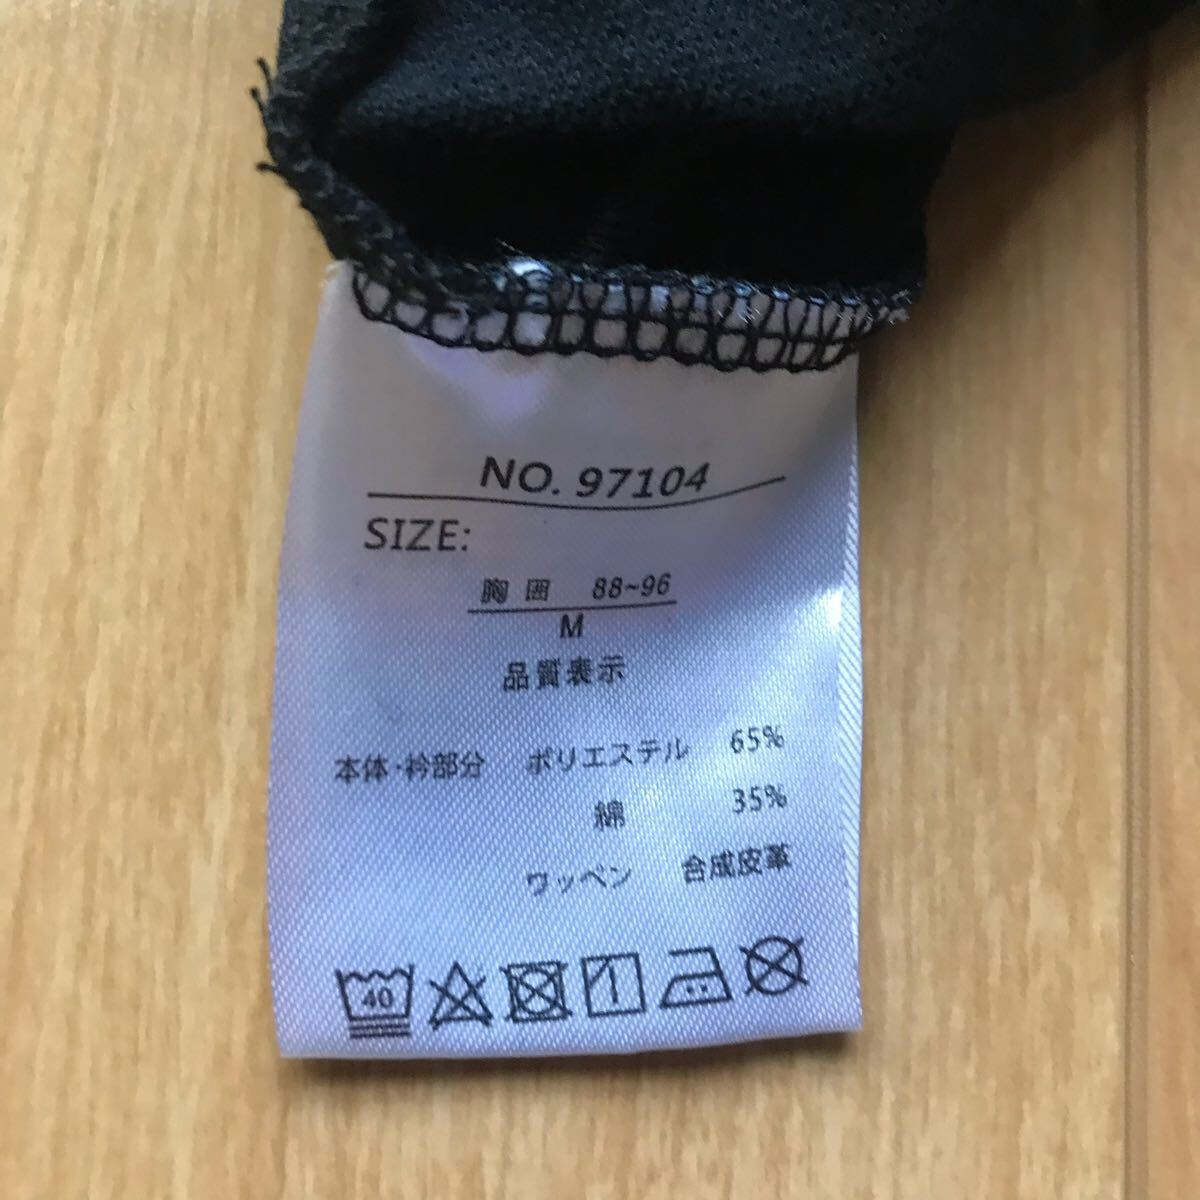 NO. 97104
SIZE:
胸囲 88~96
M
品質表示
本体・衿部分 ポリエステル 65%
綿 35%
ワッペン 合成皮革
40